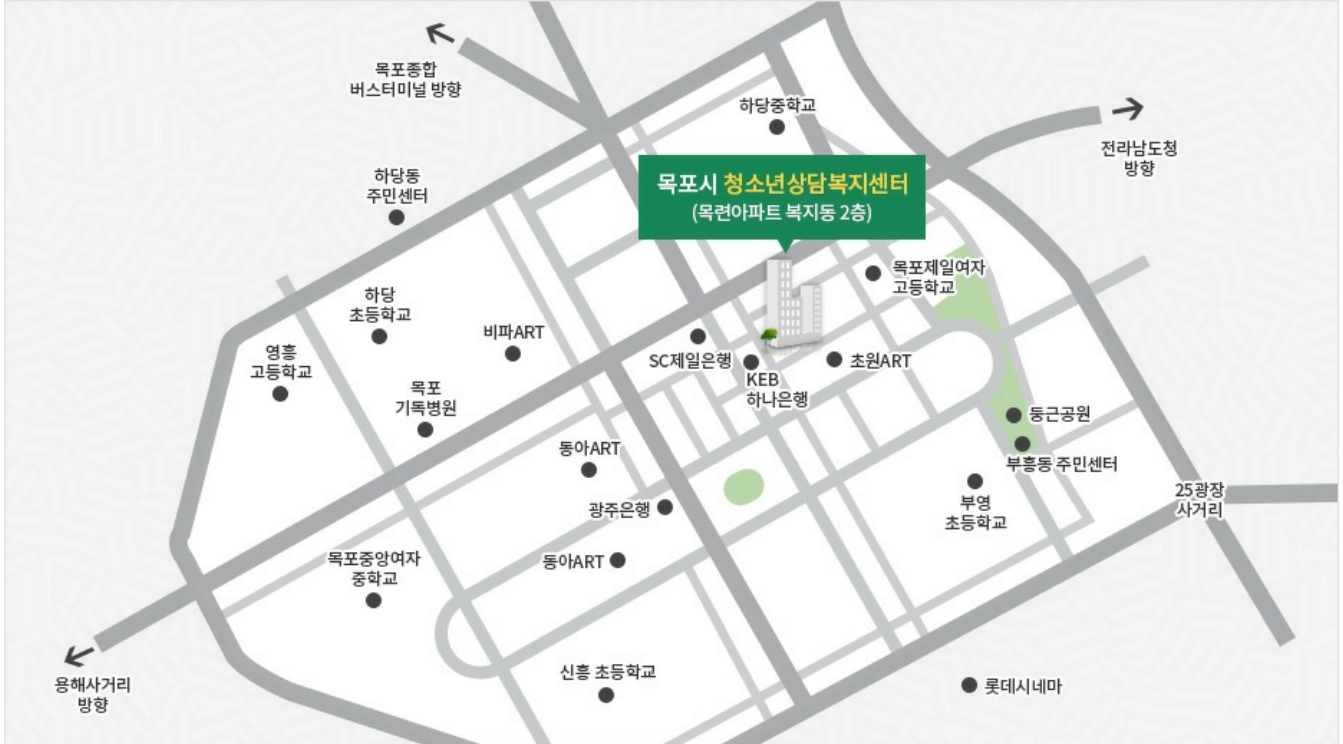 목포종합
버스터미널 방향
하당중학교
전라남도청
방향
하당동
주민센터
목포시 청소년상담복지센터
(목련아파트 복지동 2층)
목포제일여자
고등학교
하당
초등학교
비파ART
영흥
고등학교
SC제일은행
초원ART
KEB
하나은행
목포
기독병원
둥근공원
동아ART
부흥동 주민센터
광주은행
부영
초등학교
25광장
사거리
목포중앙여자
중학교
동아ART
신흥 초등학교
용해사거리
방향
롯데시네마